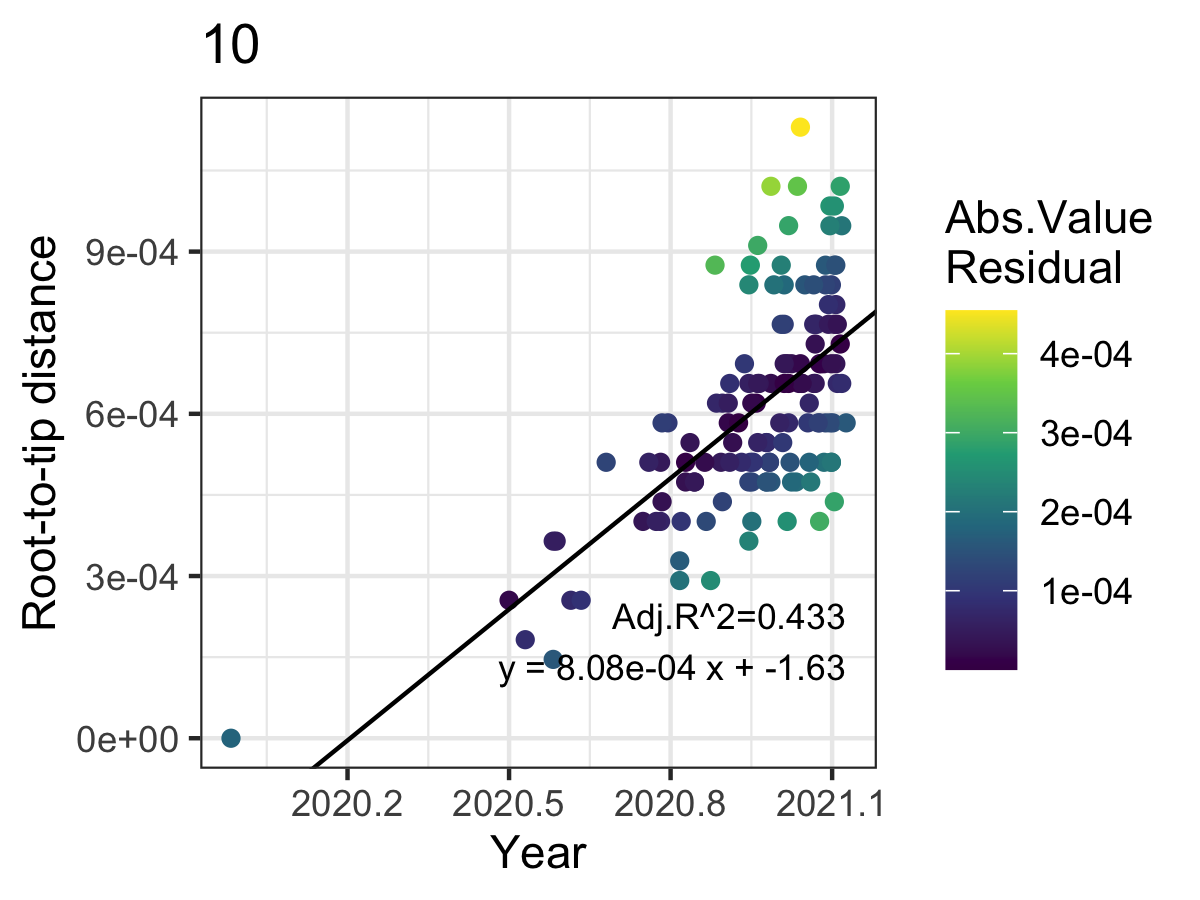 10
Root-to-tip distance
9e-04
6e-04
3e-04
0e+00
Adj.R^2=0.433
y = 8.08e-04 x + -1.63
2020.2
2020.5
2020.8
2021.1
Year
Abs.Value
Residual
4e-04
3e-04
2e-04
1e-04